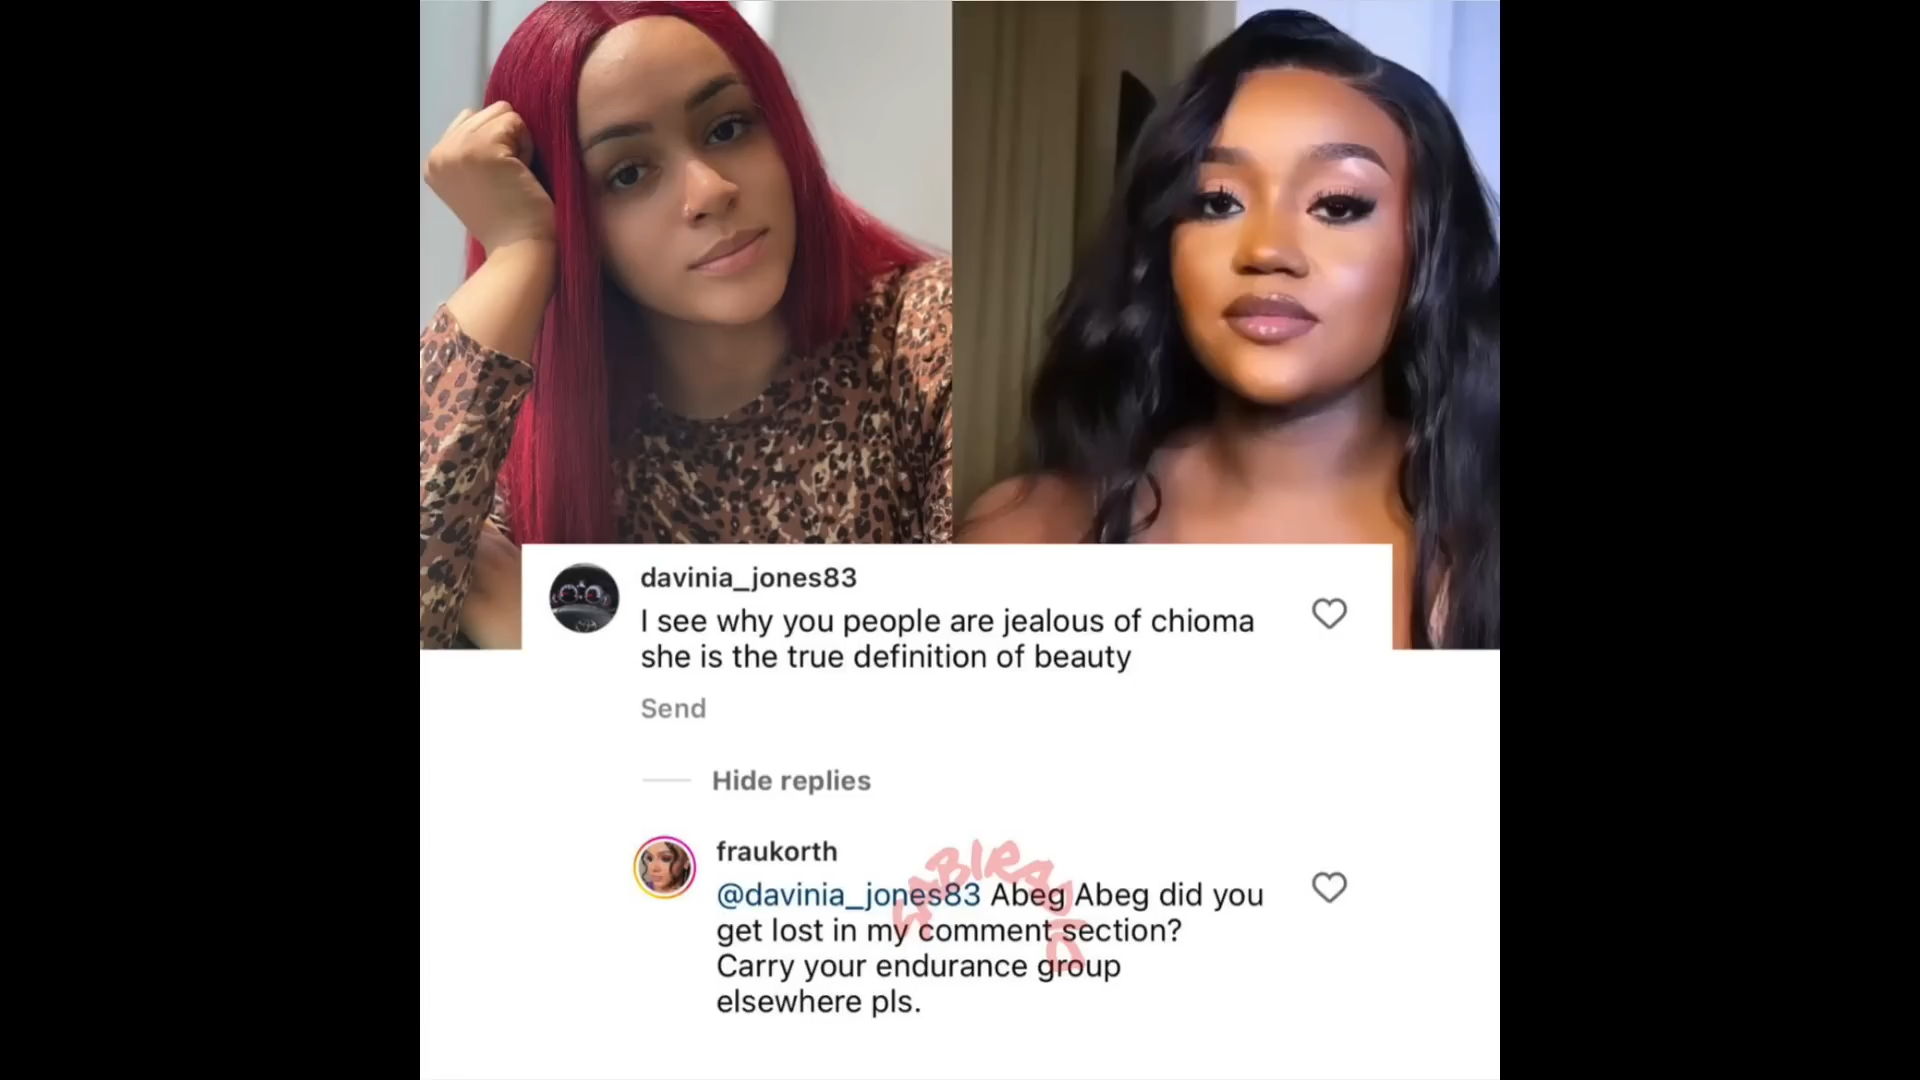 davinia_jones83
I see why you people are jealous of chioma
she is the true definition of beauty
Send
Hide replies
fraukorth
@davinia_jones83 Abeg Abeg did you
get lost in my comment section?
Carry your endurance group
elsewhere pls.